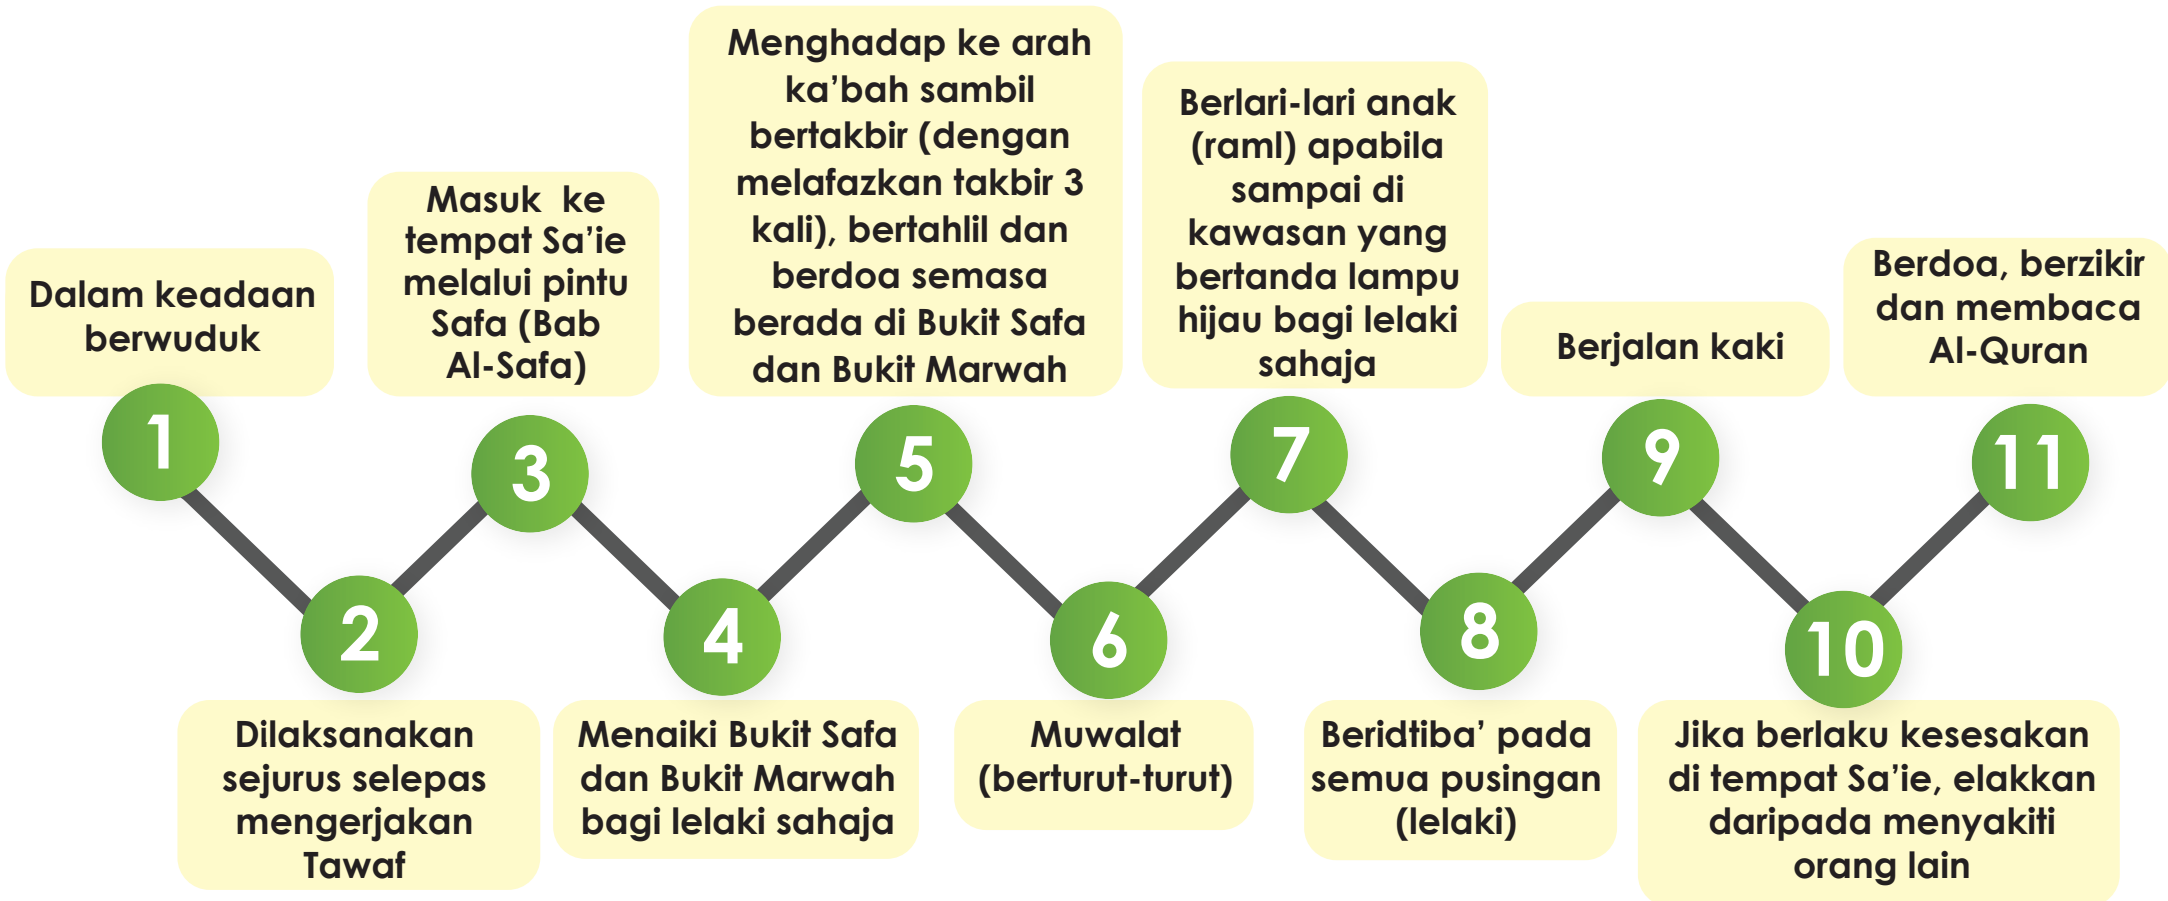 1
Dalam keadaan
berwuduk
2
Dilaksanakan
sejurus selepas
mengerjakan
Tawaf
3
Masuk ke
tempat Sa’ie
melalui pintu
Safa (Bab
Al-Safa)
4
Menaiki Bukit Safa
dan Bukit Marwah
bagi lelaki sahaja
5
Menghadap ke arah
ka’bah sambil
bertakbir (dengan
melafazkan takbir 3
kali), bertahlil dan
berdoa semasa
berada di Bukit Safa
dan Bukit Marwah
6
Muwalat
(berturut-turut)
7
Berlari-lari anak
(raml) apabila
sampai di
kawasan yang
bertanda lampu
hijau bagi lelaki
sahaja
8
Beridtiba’ pada
semua pusingan
(lelaki)
9
Berjalan kaki
10
Jika berlaku kesesakan
di tempat Sa’ie, elakkan
daripada menyakiti
orang lain
11
Berdoa, berzikir
dan membaca
Al-Quran